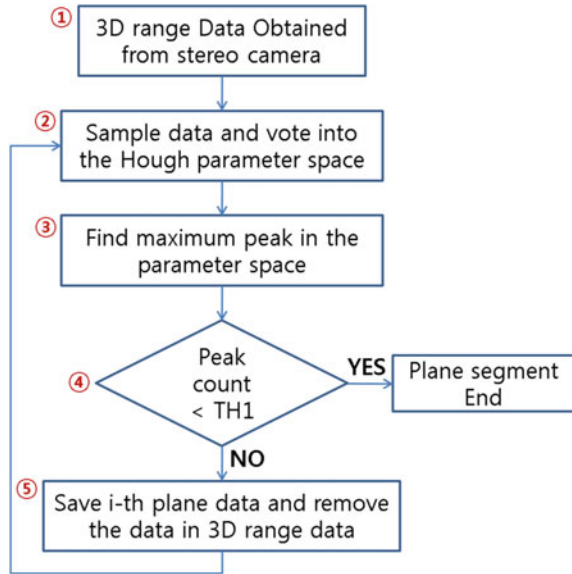 ①
3D range Data Obtained
from stereo camera
②
Sample data and vote into
the Hough parameter space
③
Find maximum peak in the
parameter space
④
Peak
count
< TH1
YES
Plane segment
End
NO
⑤
Save i-th plane data and remove
the data in 3D range data